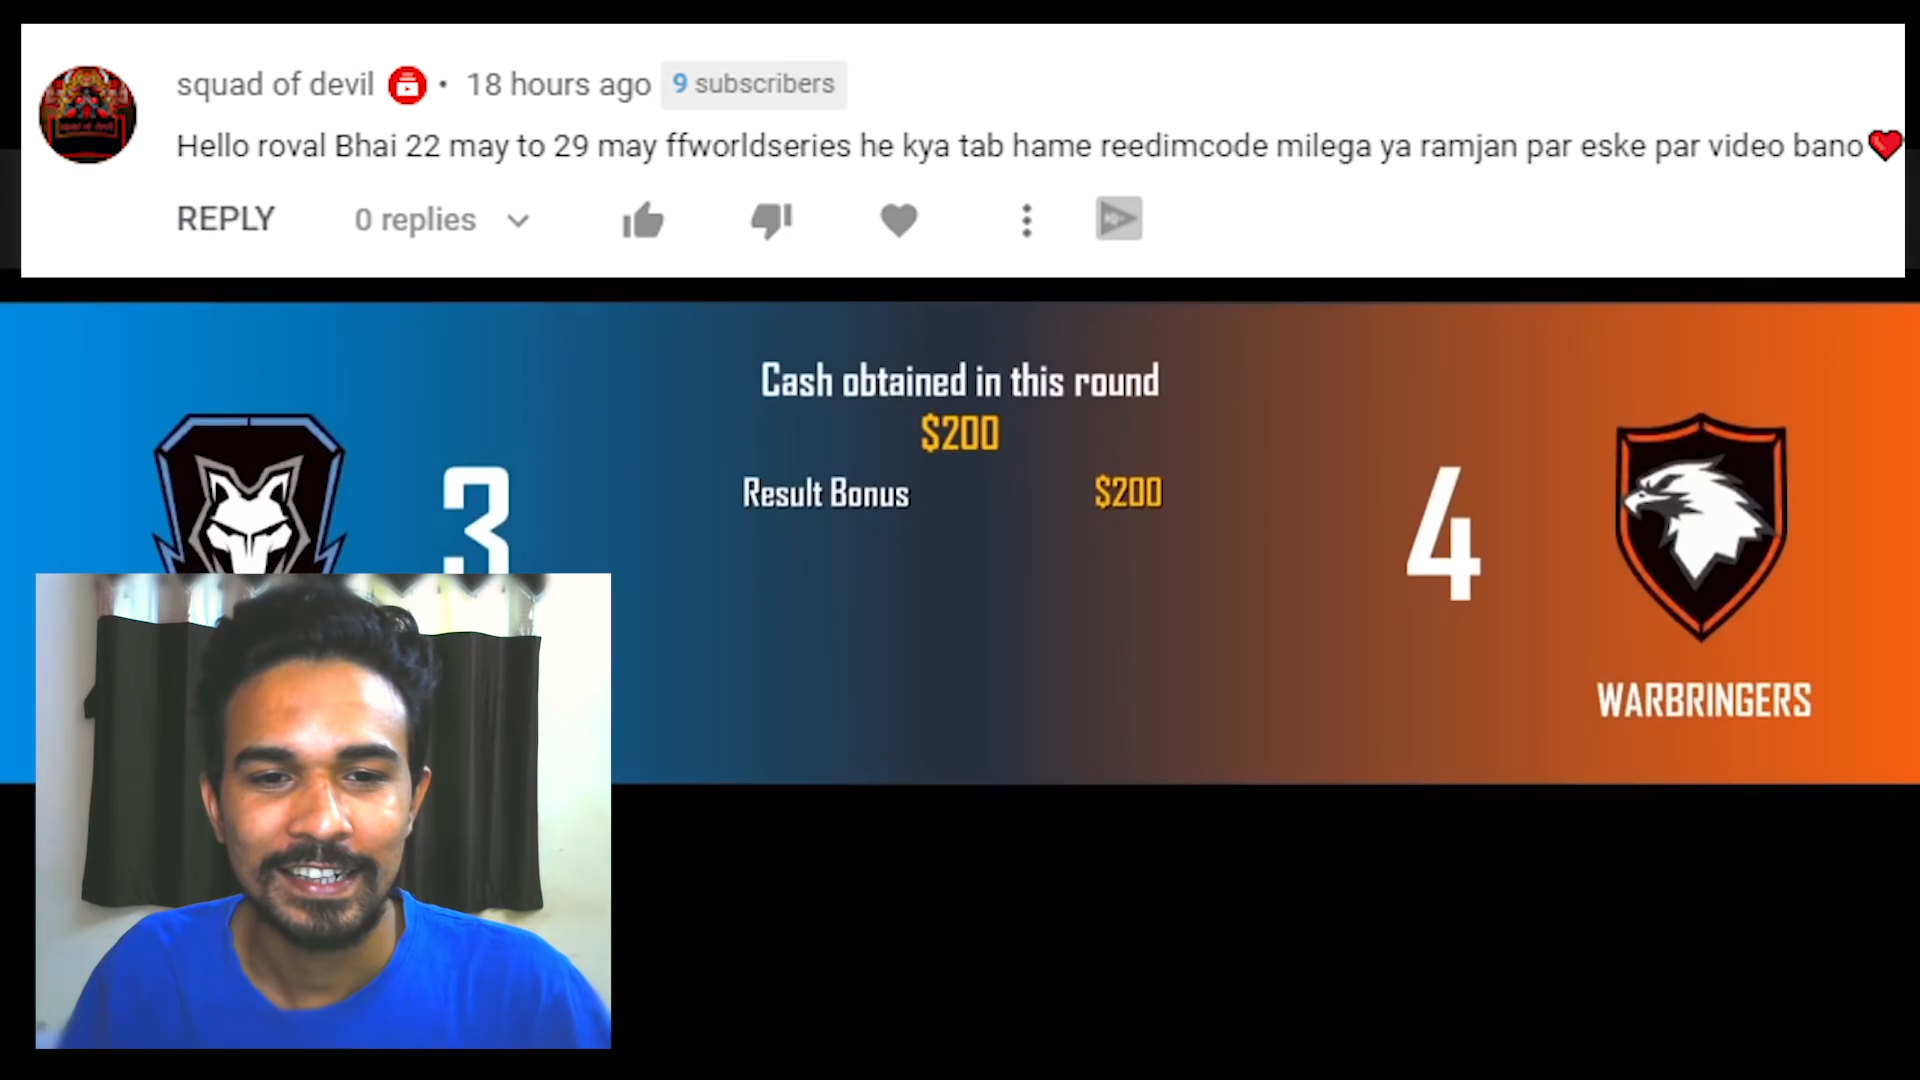 squad of devil • 18 hours ago 9 subscribers
Hello roval Bhai 22 may to 29 may ffworldseries he kya tab hame reedimcode milega ya ramjan par eske par video bano❤
REPLY 0 replies
Cash obtained in this round
$200
Result Bonus $200
3
4
WARBRINGERS